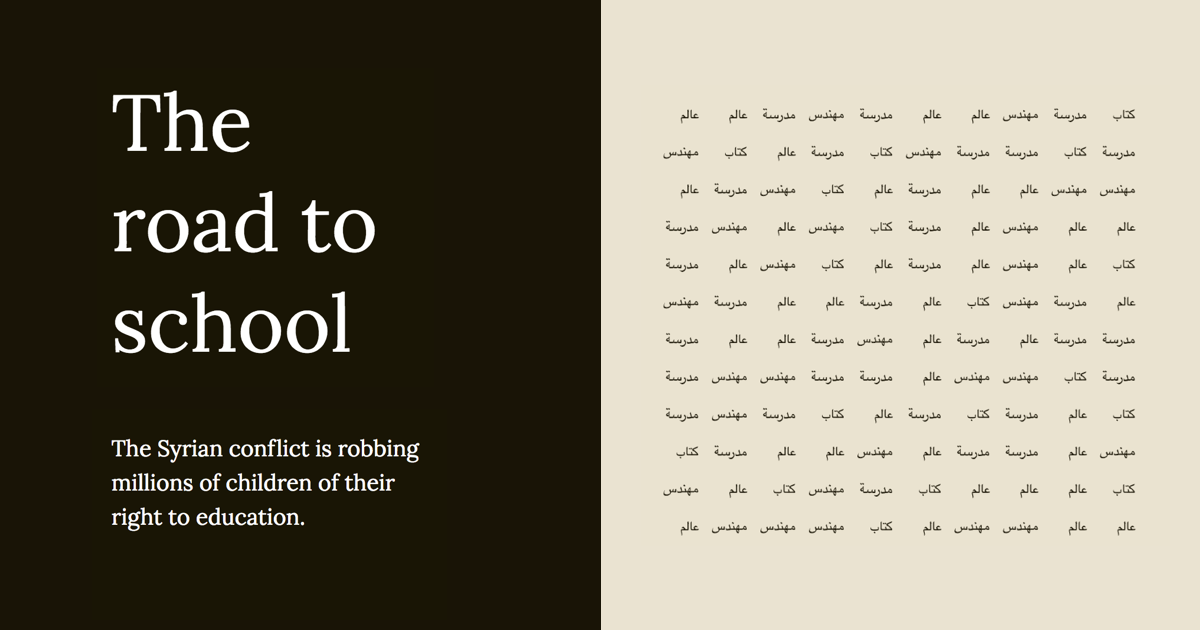 The
road to
school
The Syrian conflict is robbing
millions of children of their
right to education.
كتاب مدرسة مهندس عالم عالم مدرسة مهندس مدرسة عالم عالم
مدرسة كتاب مدرسة مدرسة مهندس كتاب مدرسة عالم كتاب مهندس
مهندس مهندس عالم عالم مدرسة عالم كتاب مهندس مدرسة عالم
عالم عالم مهندس عالم مدرسة كتاب مهندس عالم مهندس مدرسة
كتاب عالم مهندس عالم مدرسة عالم كتاب مهندس عالم مدرسة
عالم مدرسة مهندس كتاب عالم مدرسة عالم عالم مدرسة مهندس
مدرسة مدرسة عالم مدرسة عالم مهندس مدرسة عالم عالم مدرسة
مدرسة كتاب مهندس مهندس عالم مدرسة مدرسة مهندس مهندس مدرسة
كتاب عالم مدرسة كتاب مدرسة عالم كتاب مدرسة مهندس مدرسة
مهندس عالم مدرسة مدرسة عالم مهندس عالم عالم مدرسة كتاب
كتاب عالم عالم عالم كتاب مدرسة مهندس كتاب عالم مهندس
عالم عالم مهندس مهندس عالم كتاب مهندس مهندس مهندس عالم